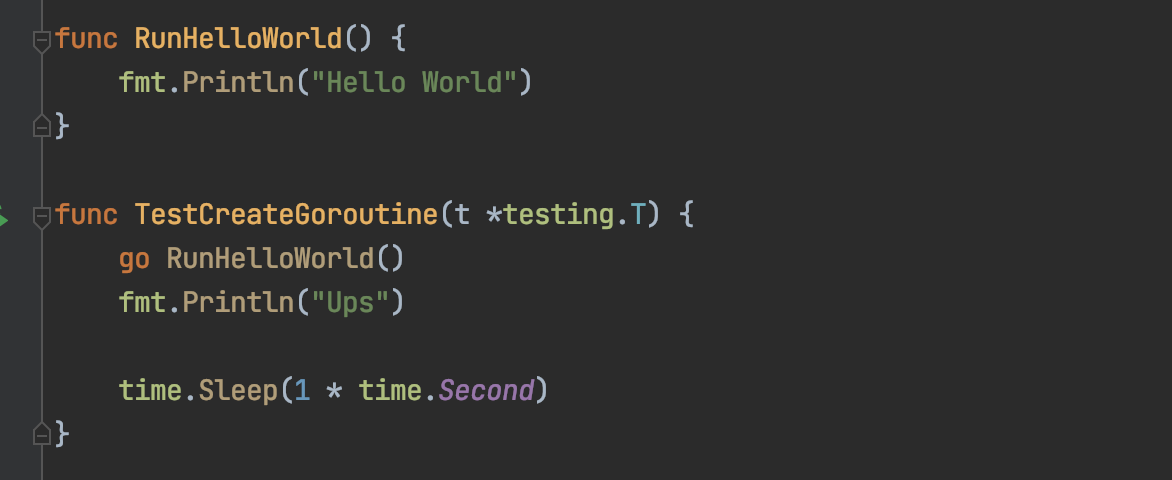 func RunHelloWorld() {
    fmt.Println("Hello World")
}
func TestCreateGoroutine(t *testing.T) {
    go RunHelloWorld()
    fmt.Println("Ups")
    time.Sleep(1 * time.Second)
}